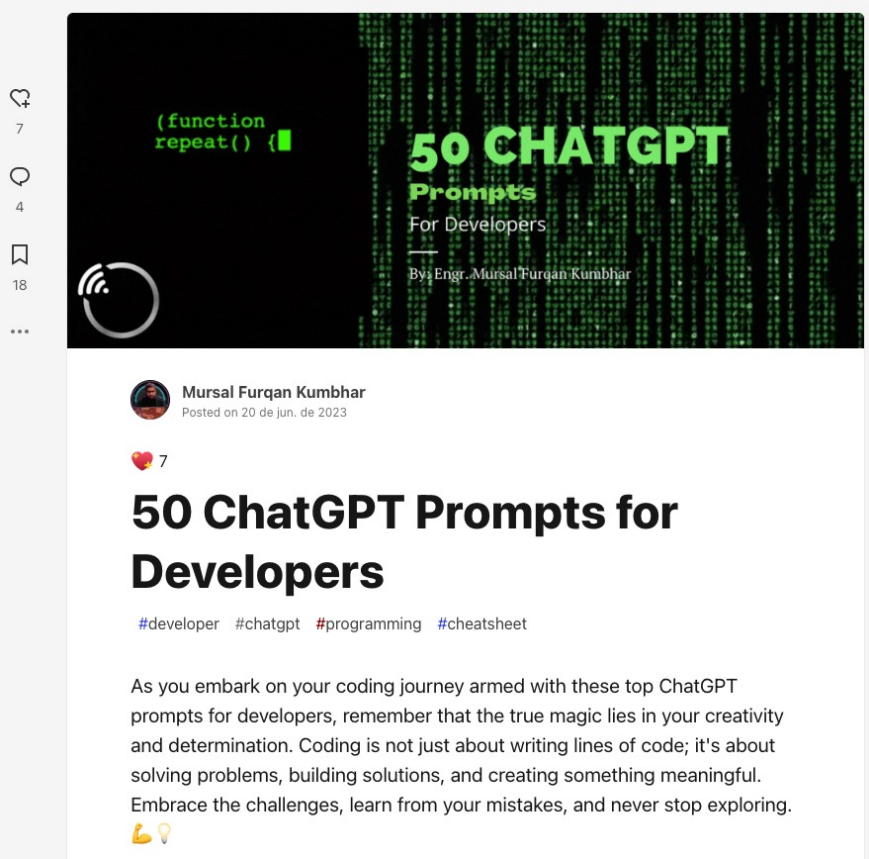 (function
repeat() {
50 CHATGPT
Prompts
For Developers
By: Engr. Mursal Furqan Kumbhar
7
4
18
Mursal Furqan Kumbhar
Posted on 20 de jun. de 2023
💖 7
50 ChatGPT Prompts for
Developers
#developer #chatgpt #programming #cheatsheet
As you embark on your coding journey armed with these top ChatGPT
prompts for developers, remember that the true magic lies in your creativity
and determination. Coding is not just about writing lines of code; it's about
solving problems, building solutions, and creating something meaningful.
Embrace the challenges, learn from your mistakes, and never stop exploring.
💪💡